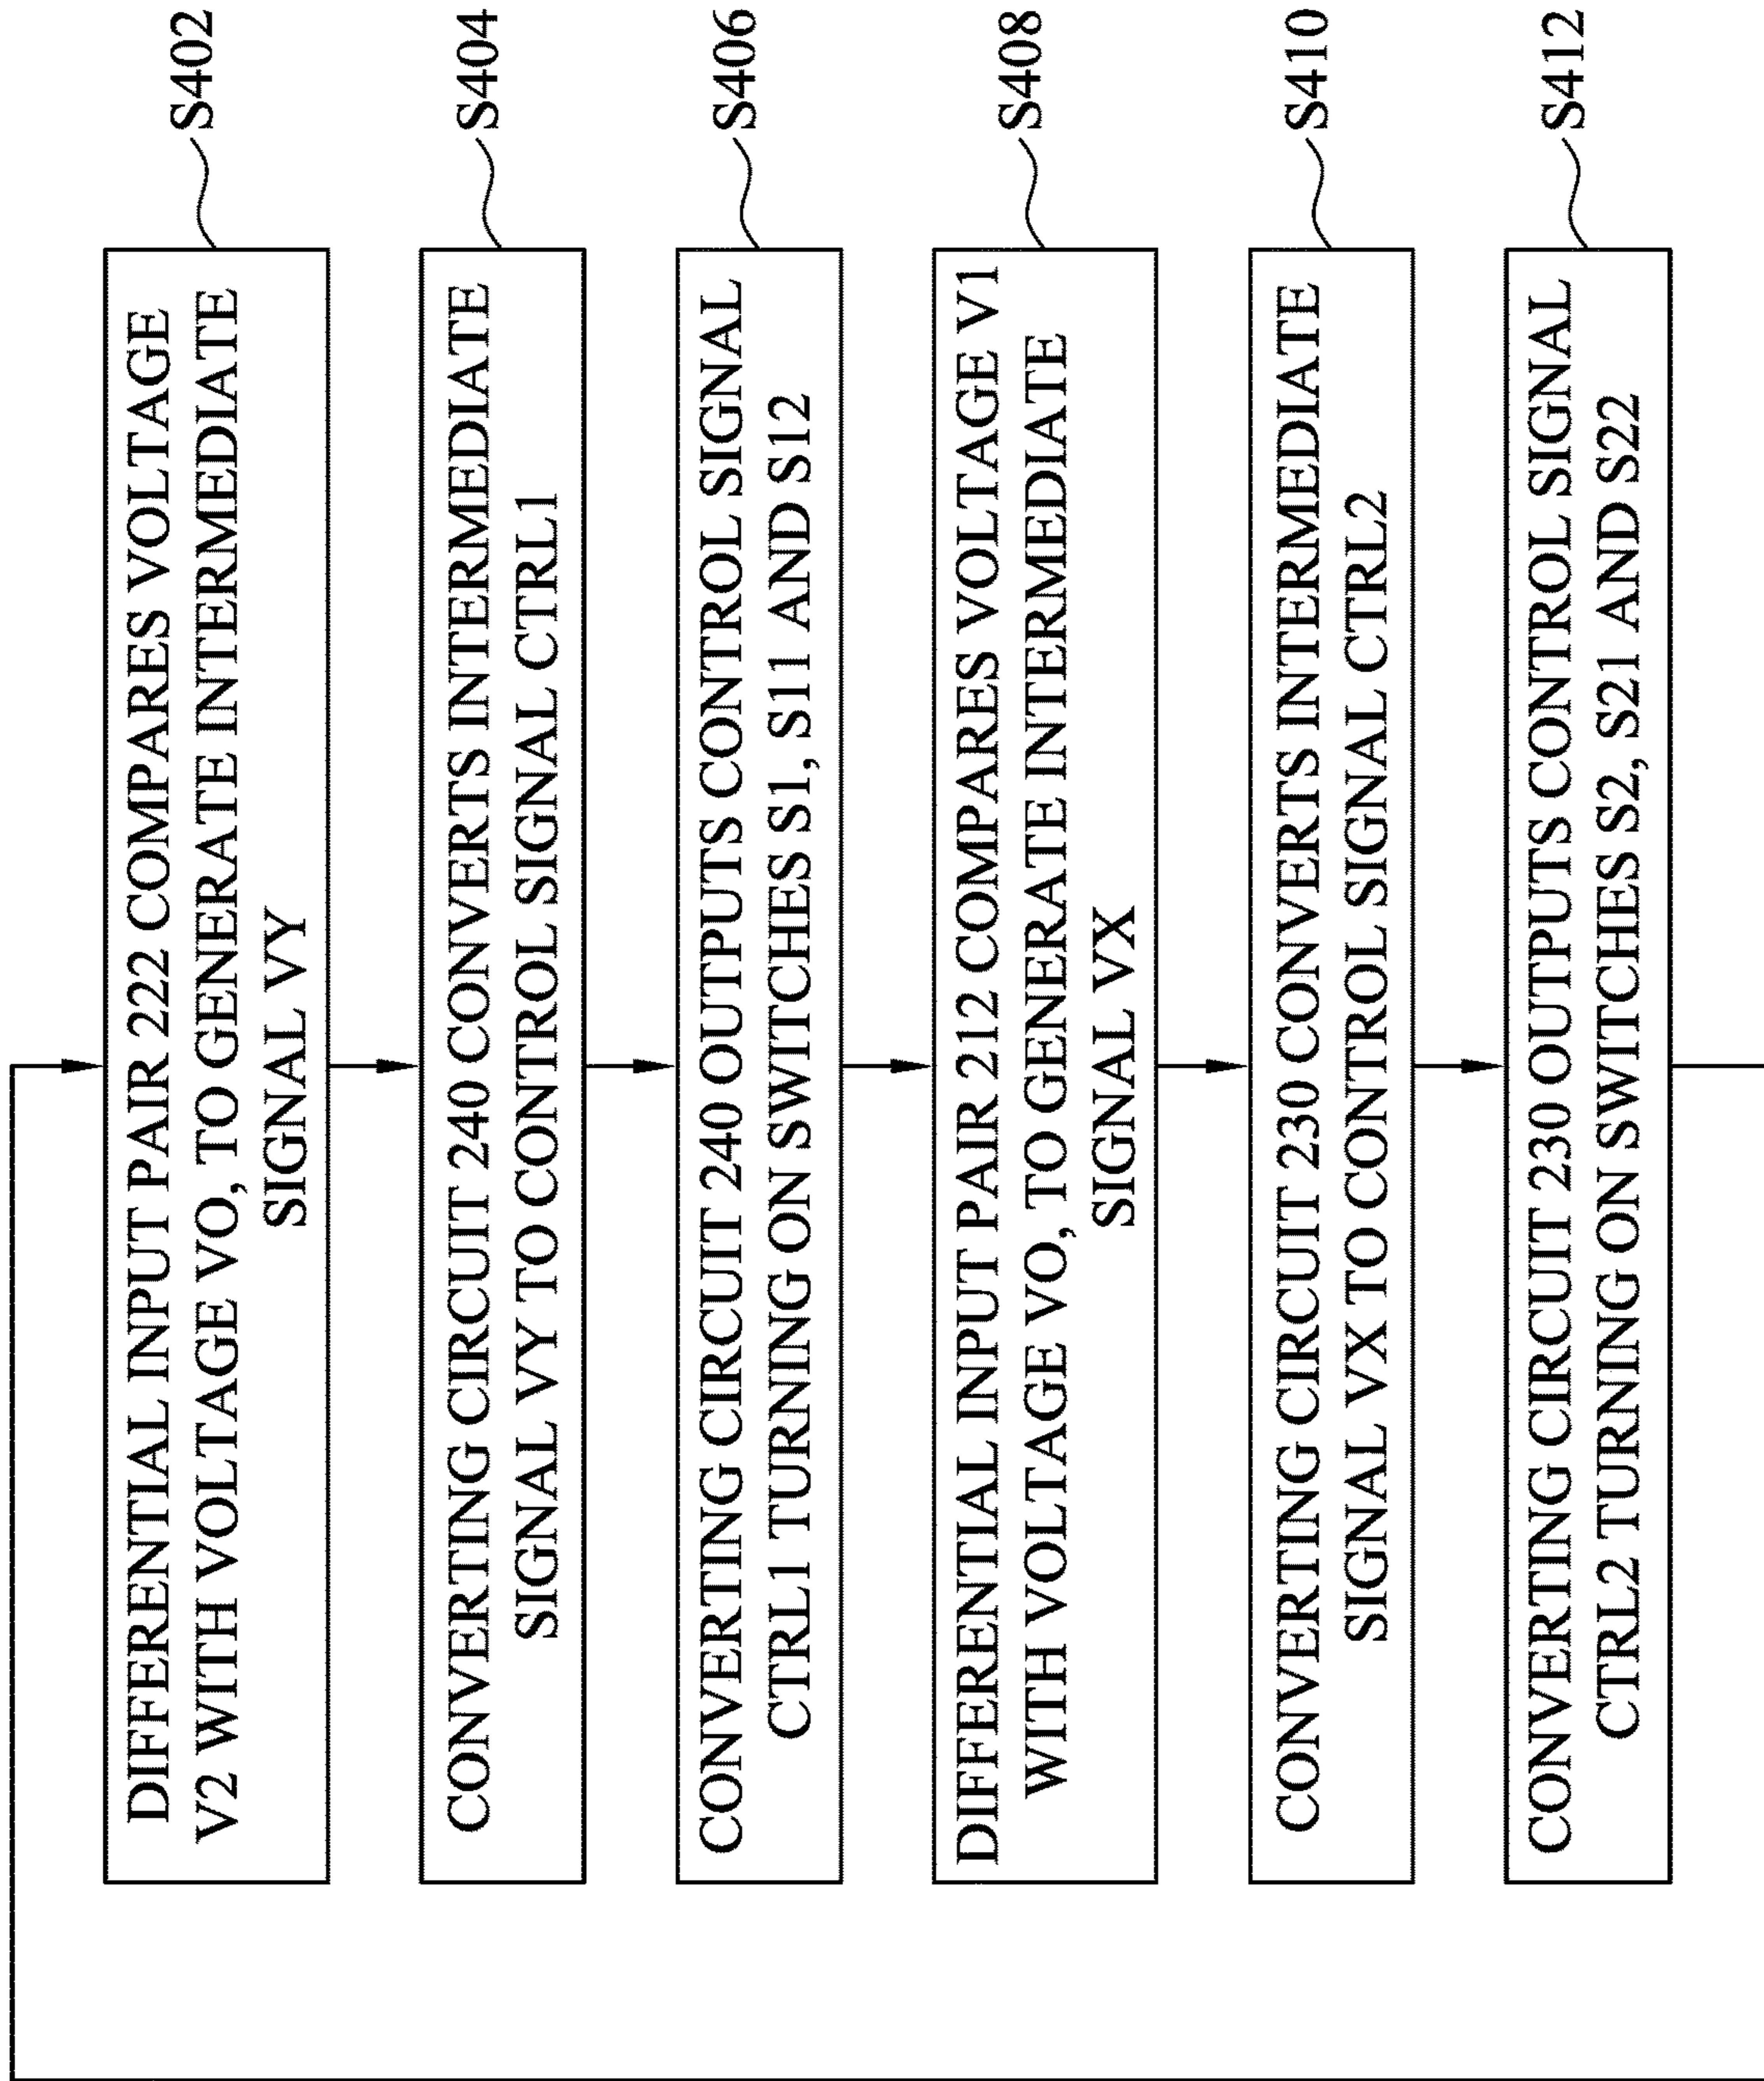 DIFFERENTIAL INPUT PAIR 222 COMPARES VOLTAGE
V2 WITH VOLTAGE VO, TO GENERATE INTERMEDIATE
SIGNAL VY
S402
CONVERTING CIRCUIT 240 CONVERTS INTERMEDIATE
SIGNAL VY TO CONTROL SIGNAL CTRL1
S404
CONVERTING CIRCUIT 240 OUTPUTS CONTROL SIGNAL
CTRL1 TURNING ON SWITCHES S1, S11 AND S12
S406
DIFFERENTIAL INPUT PAIR 212 COMPARES VOLTAGE V1
WITH VOLTAGE VO, TO GENERATE INTERMEDIATE
SIGNAL VX
S408
CONVERTING CIRCUIT 230 CONVERTS INTERMEDIATE
SIGNAL VX TO CONTROL SIGNAL CTRL2
S410
CONVERTING CIRCUIT 230 OUTPUTS CONTROL SIGNAL
CTRL2 TURNING ON SWITCHES S2, S21 AND S22
S412